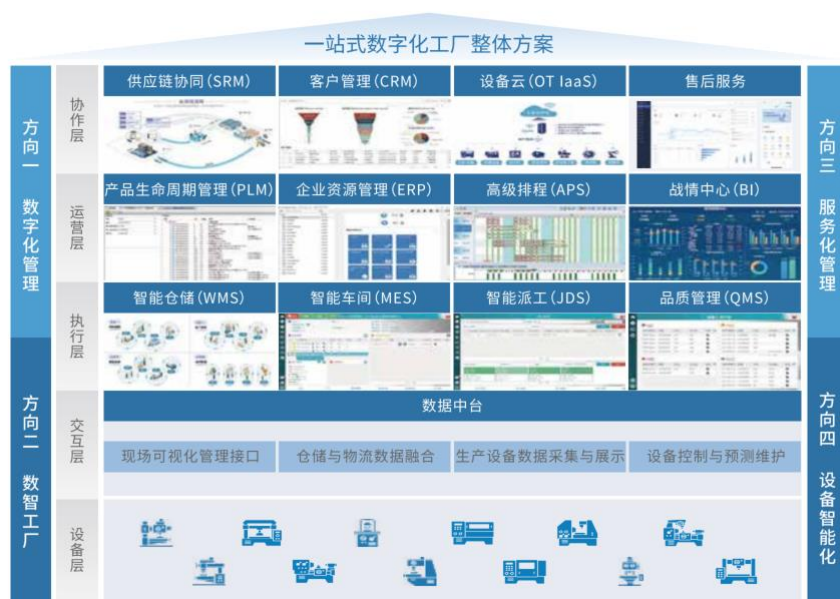 一站式数字化工厂整体方案
方向一 数字化管理
方向二 数智工厂
协作层
供应链协同(SRM)
客户管理(CRM)
设备云(OT IaaS)
售后服务
运营层
产品生命周期管理(PLM)
企业资源管理(ERP)
高级排程(APS)
战情中心(BI)
执行层
智能仓储(WMS)
智能车间(MES)
智能派工(JDS)
品质管理(QMS)
交互层
数据中台
现场可视化管理接口
仓储与物流数据融合
生产设备数据采集与展示
设备控制与预测维护
设备层
方向三 服务化管理
方向四 设备智能化